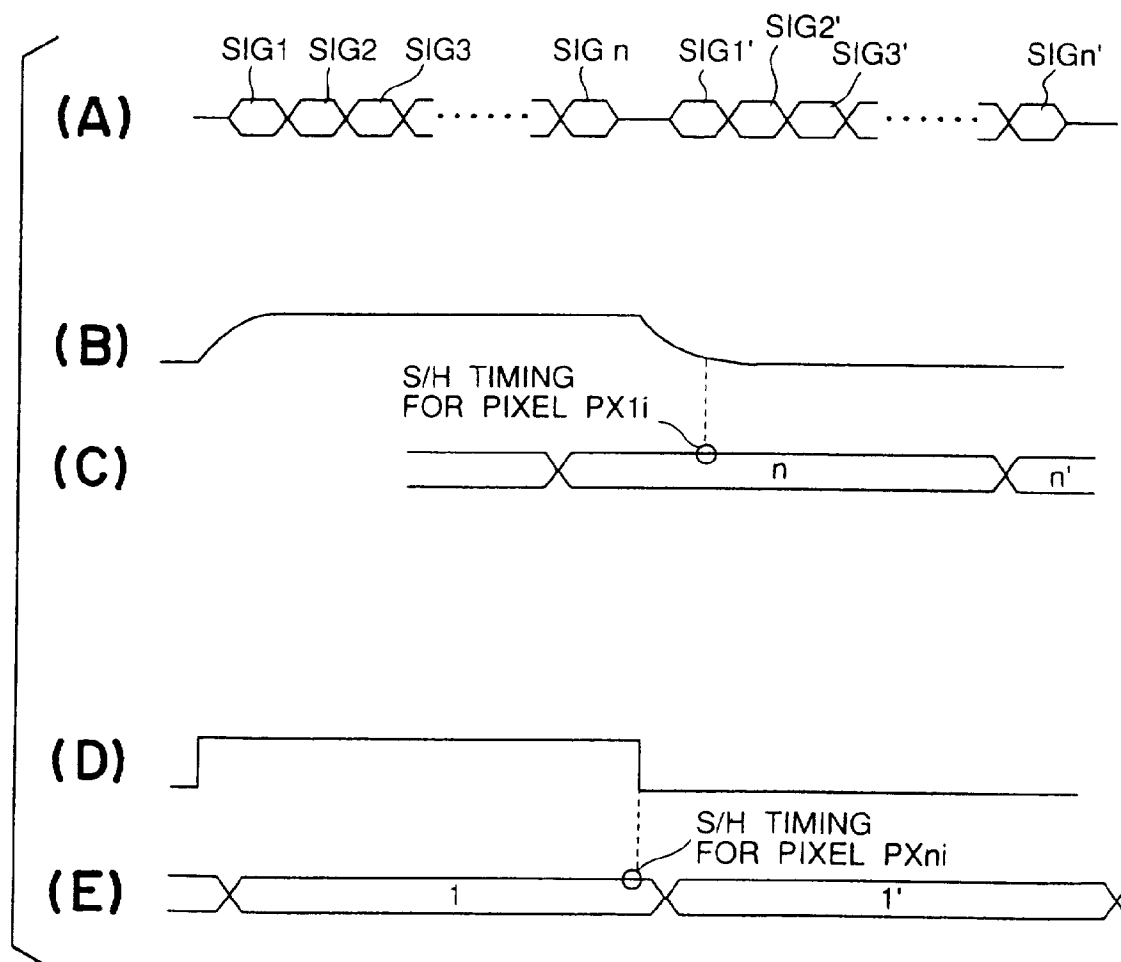 SIG1 SIG2 SIG3 SIG n SIG1' SIG2' SIG3' SIGn'
(A)
(B)
S/H TIMING
FOR PIXEL PX1i
(C)
n
n'
(D)
S/H TIMING
FOR PIXEL PXni
(E)
1
1'